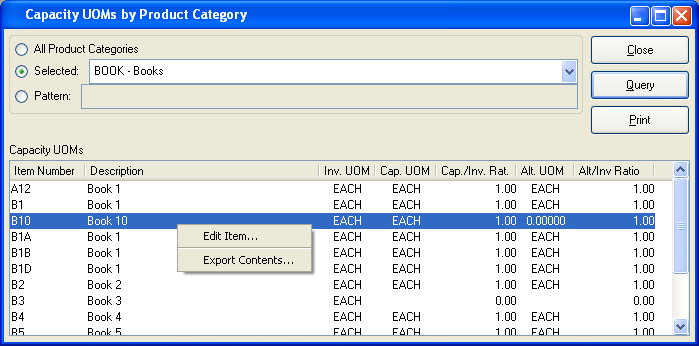 Capacity UOMs by Product Category
All Product Categories
Selected: BOOK - Books
Pattern:
Close
Query
Print
Capacity UOMs
Item Number Description Inv. UOM Cap. UOM Cap./Inv. Rat. Alt. UOM Alt/Inv Ratio
A12 Book 1 EACH EACH 1.00 EACH 1.00
B1 Book 1 EACH EACH 1.00 EACH 1.00
B10 Book 10 EACH EACH 1.00 0.00000 1.00
B1A Book 1 EACH EACH 1.00 EACH 1.00
B1B Book 1 EACH EACH 1.00 EACH 1.00
B1D Book 1 EACH EACH 1.00 EACH 1.00
B2 Book 2 EACH EACH 1.00 EACH 1.00
B3 Book 3 EACH 0.00 0.00
B4 Book 4 EACH EACH 1.00 EACH 1.00
B5 Book 5 EACH EACH 1.00 EACH 1.00
Edit Item...
Export Contents...